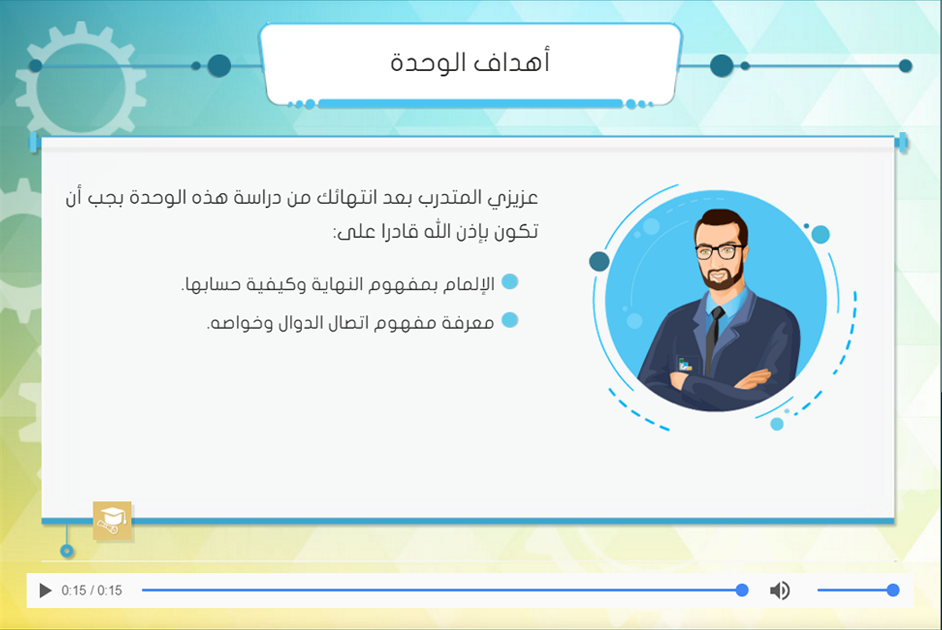 أهداف الوحدة
عزيزي المتدرب بعد انتهائك من دراسة هذه الوحدة بجب أن
تكون بإذن الله قادرا على:
الإلمام بمفهوم النهاية وكيفية حسابها.
معرفة مفهوم اتصال الدوال وخواصه.
0:15 / 0:15